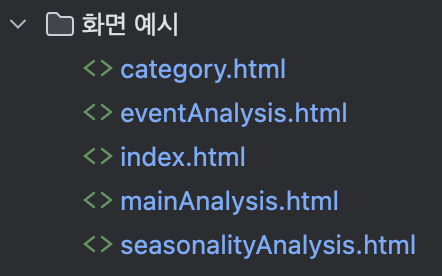 화면 예시
<> category.html
<> eventAnalysis.html
<> index.html
<> mainAnalysis.html
<> seasonalityAnalysis.html